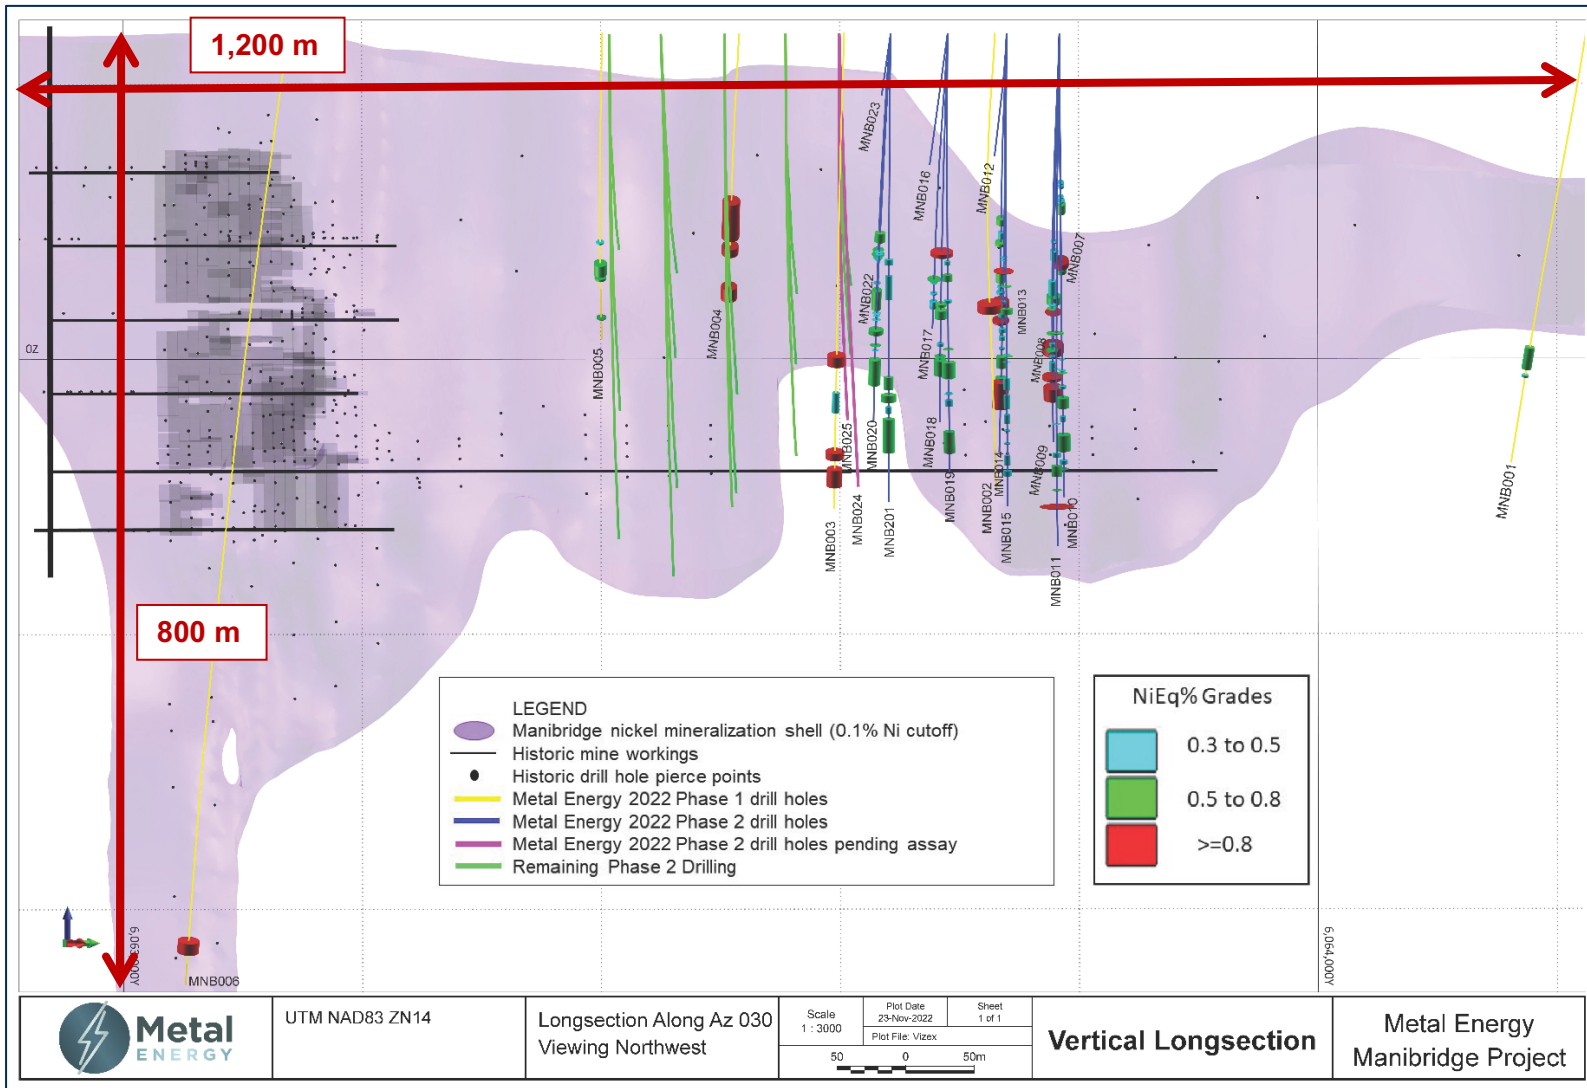 1,200 m
800 m
MNB023
MNB016
MNB012
MNB007
MNB022
MNB013
MNB017
MNB008
MNB004
MNB005
0Z
MNB025
MNB020
MNB018
MNB014
MNB009
MNB003
MNB024
MNB201
MNB019
MNB002
MNB015
MNB010
MNB011
MNB001
LEGEND
Manibridge nickel mineralization shell (0.1% Ni cutoff)
Historic mine workings
Historic drill hole pierce points
Metal Energy 2022 Phase 1 drill holes
Metal Energy 2022 Phase 2 drill holes
Metal Energy 2022 Phase 2 drill holes pending assay
Remaining Phase 2 Drilling
NiEq% Grades
0.3 to 0.5
0.5 to 0.8
>=0.8
6,064,000Y
MNB006
Metal
ENERGY
UTM NAD83 ZN14
Longsection Along Az 030
Viewing Northwest
Scale
1 : 3000
Plot Date
23-Nov-2022
Sheet
1 of 1
Plot File: Vizex
50 0 50m
Vertical Longsection
Metal Energy
Manibridge Project